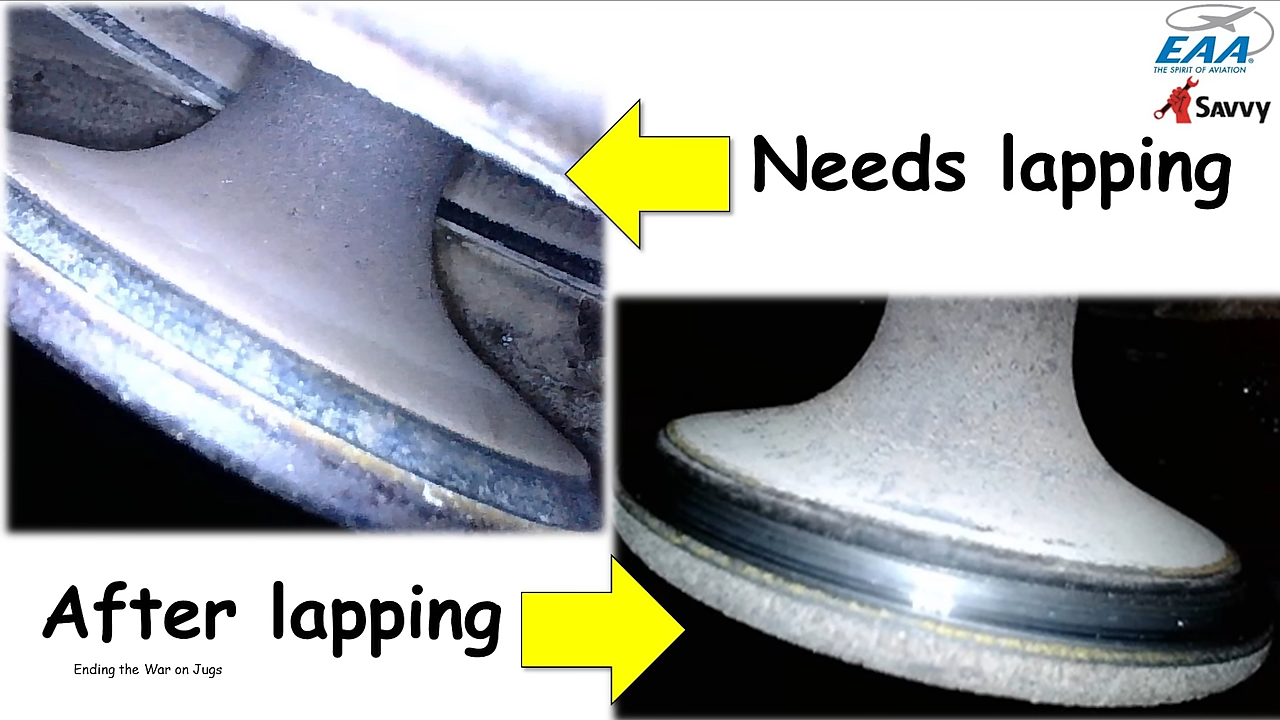 EAA
THE SPIRIT OF AVIATION
SAVVY
Needs lapping
After lapping
Ending the War on Jugs